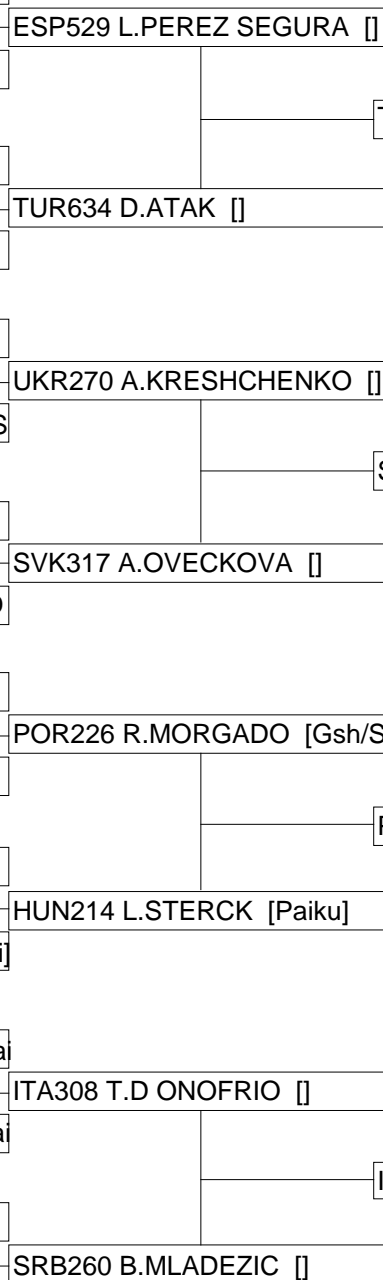 ESP529 L.PEREZ SEGURA []
TUR634 D.ATAK []
UKR270 A.KRESHCHENKO []
SVK317 A.OVECKOVA []
POR226 R.MORGADO [Gsh/S
HUN214 L.STERCK [Paiku]
ITA308 T.D ONOFRIO []
SRB260 B.MLADEZIC []